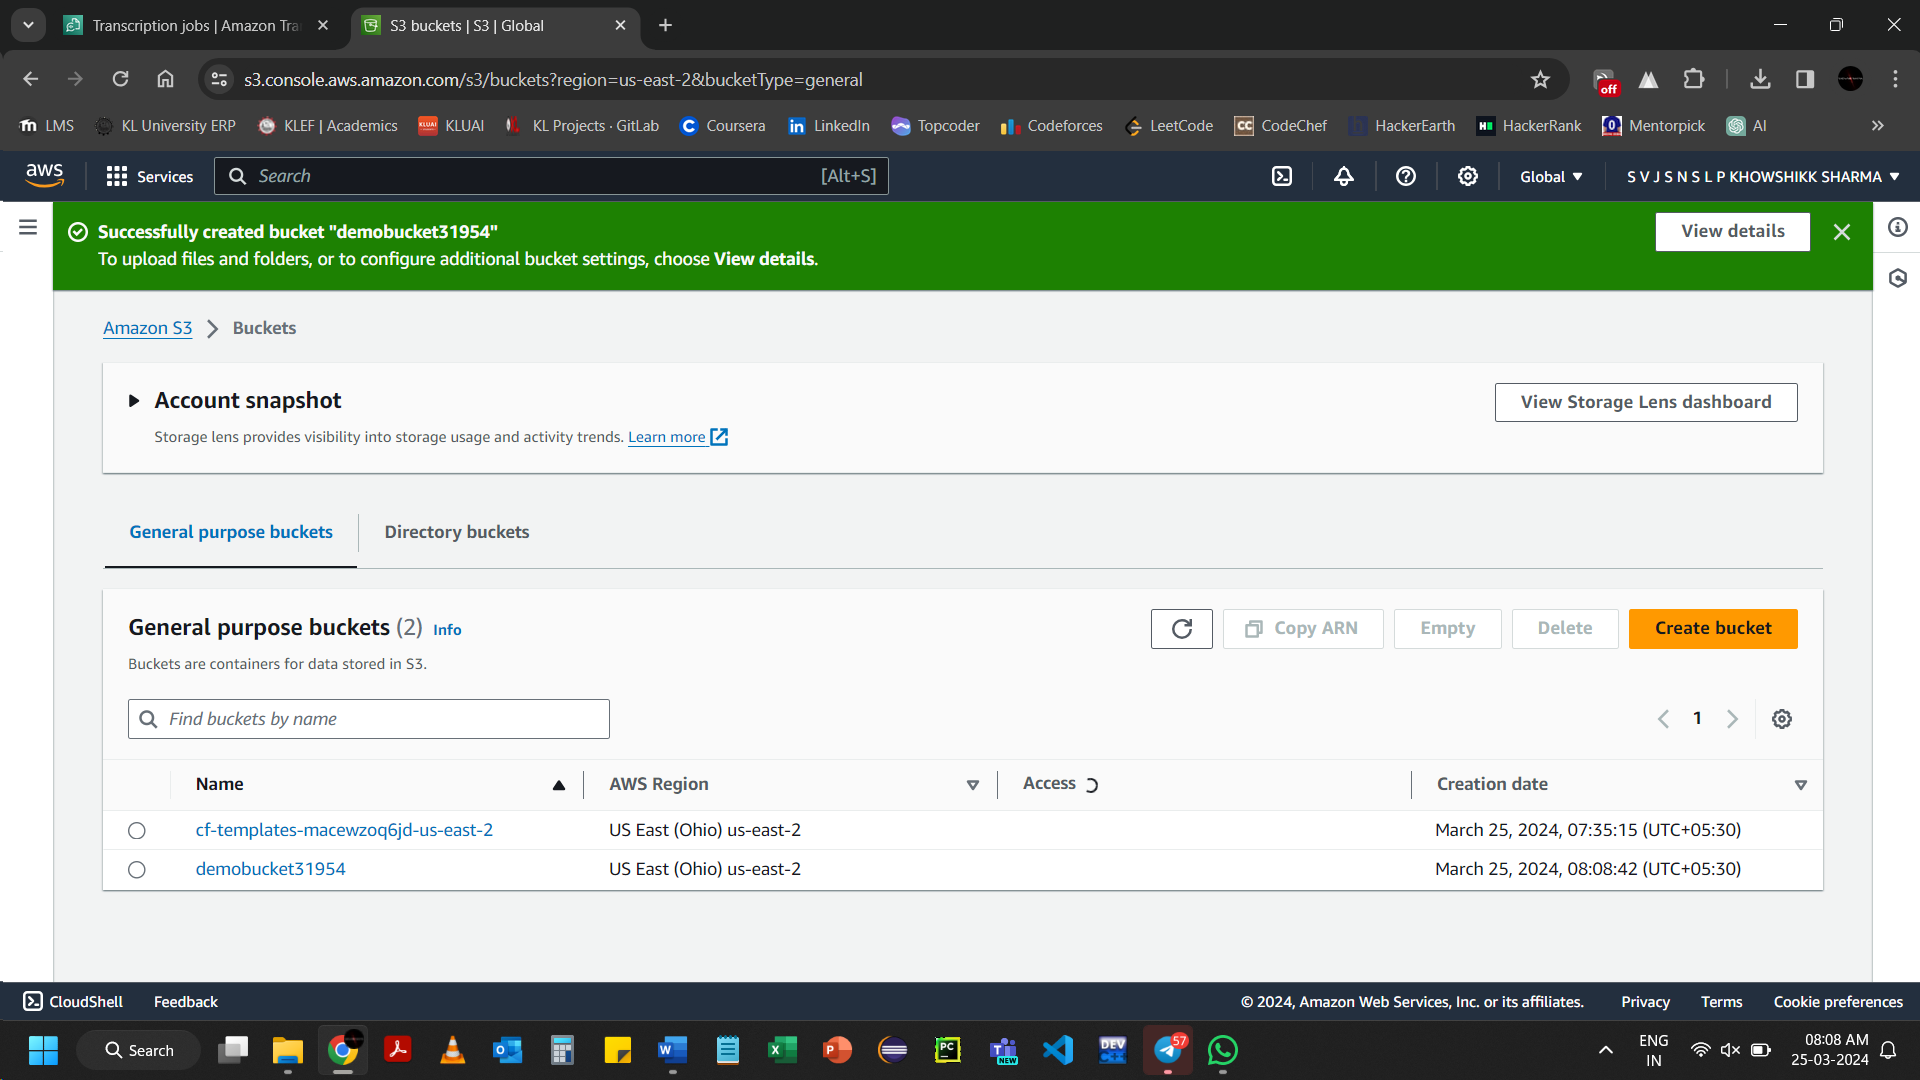 Transcription jobs | Amazon Tra
S3 buckets | S3 | Global
s3.console.aws.amazon.com/s3/buckets?region=us-east-2&bucketType=general
off
LMS
KL University ERP
KLEF | Academics
KLUAI
KL Projects · GitLab
Coursera
LinkedIn
Topcoder
Codeforces
LeetCode
CodeChef
HackerEarth
HackerRank
Mentorpick
AI
aws
Services
Search
[Alt+S]
Global
S V J S N S L P KHOWSHIKK SHARMA
Successfully created bucket "demobucket31954"
To upload files and folders, or to configure additional bucket settings, choose View details.
View details
Amazon S3
Buckets
Account snapshot
Storage lens provides visibility into storage usage and activity trends. Learn more
View Storage Lens dashboard
General purpose buckets
Directory buckets
General purpose buckets (2) Info
Buckets are containers for data stored in S3.
Copy ARN
Empty
Delete
Create bucket
Find buckets by name
1
Name
AWS Region
Access
Creation date
cf-templates-macewzoq6jd-us-east-2
US East (Ohio) us-east-2
March 25, 2024, 07:35:15 (UTC+05:30)
demobucket31954
US East (Ohio) us-east-2
March 25, 2024, 08:08:42 (UTC+05:30)
CloudShell
Feedback
© 2024, Amazon Web Services, Inc. or its affiliates.
Privacy
Terms
Cookie preferences
Search
57
ENG
IN
08:08 AM
25-03-2024